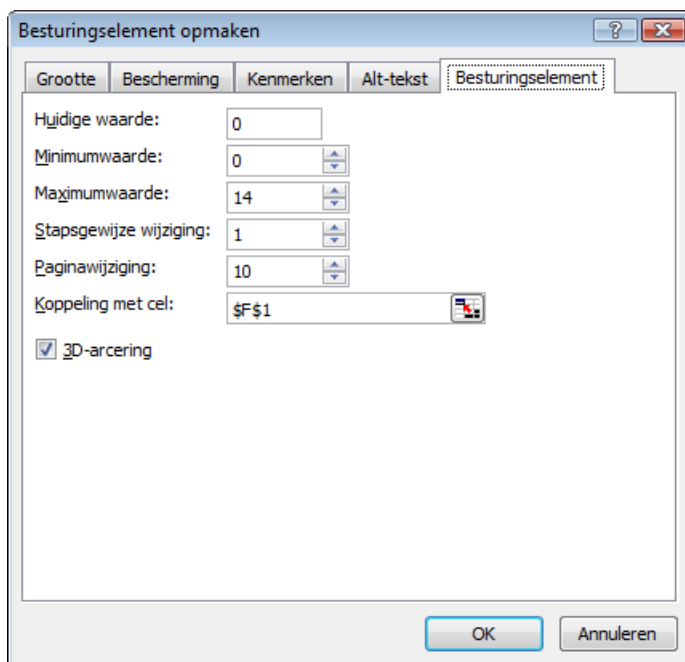 Besturingselement opmaken
Grootte Bescherming Kenmerken Alt-tekst Besturingselement
Huidige waarde: 0
Minimumwaarde: 0
Maximumwaarde: 14
Stapsgewijze wijziging: 1
Paginawijziging: 10
Koppeling met cel: $F$1
3D-arcering
OK Annuleren